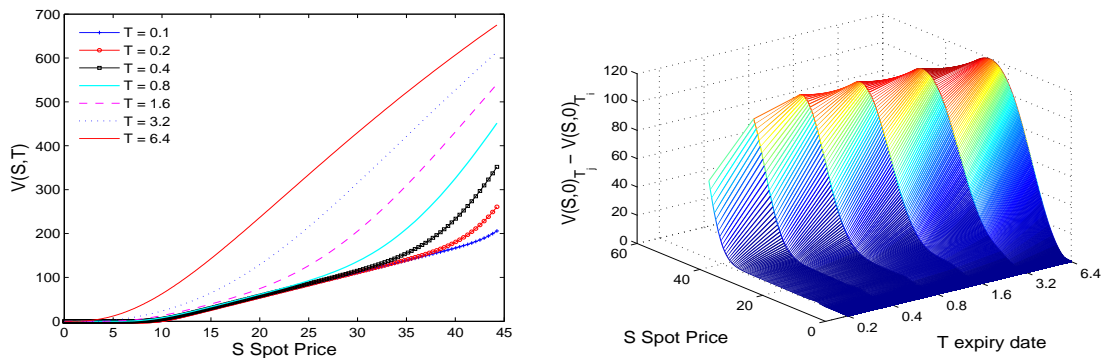 700
600
500
400
300
200
100
0
V(S,T)
T = 0.1
T = 0.2
T = 0.4
T = 0.8
T = 1.6
T = 3.2
T = 6.4
0 5 10 15 20 25 30 35 40 45
S Spot Price
120
100
80
60
40
20
0
V(S,0)_{T_j} − V(S,0)_{T_i}
60
40
20
0
S Spot Price
0.2
0.4
0.8
1.6
3.2
6.4
T expiry date